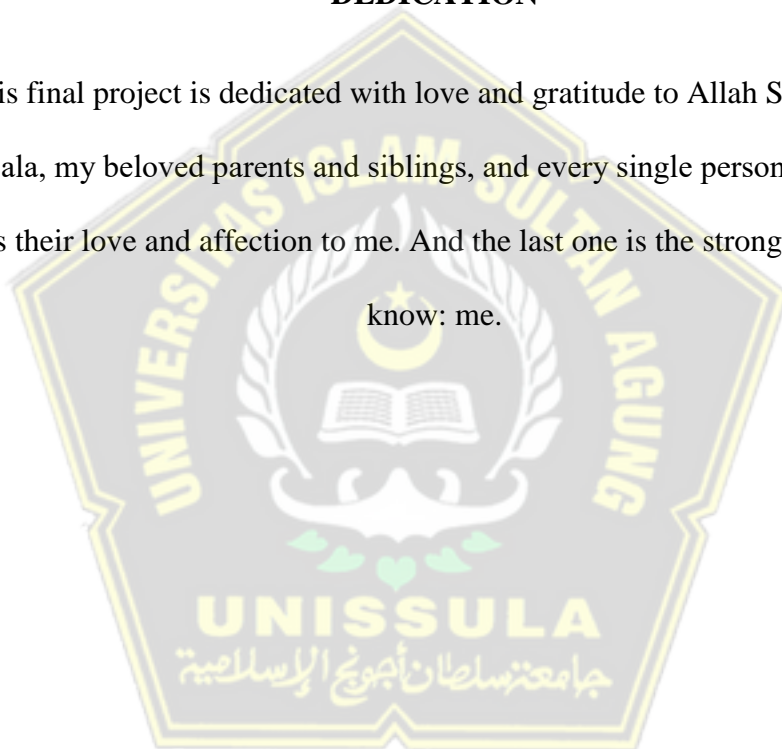 DEDICATION
is final project is dedicated with love and gratitude to Allah S
ala, my beloved parents and siblings, and every single person
s their love and affection to me. And the last one is the strong
know: me.
UNIVERSITAS ISLAM SULTAN AGUNG
UNISSULA
جامعة سلطان أجونج الإسلامية